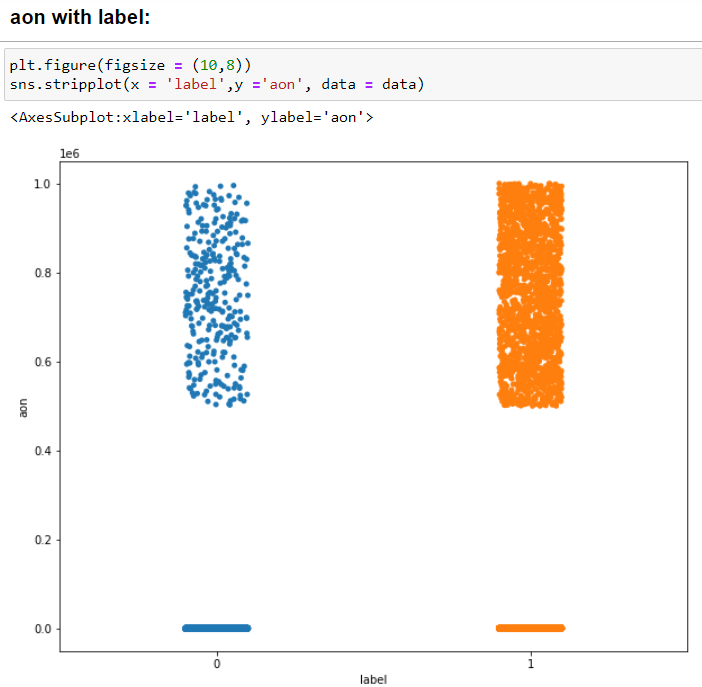 aon with label:
plt.figure(figsize = (10,8))
sns.stripplot(x = 'label',y ='aon', data = data)
<AxesSubplot:xlabel='label', ylabel='aon'>
1e6
1.0
0.8
0.6
0.4
0.2
0.0
aon
0 1
label